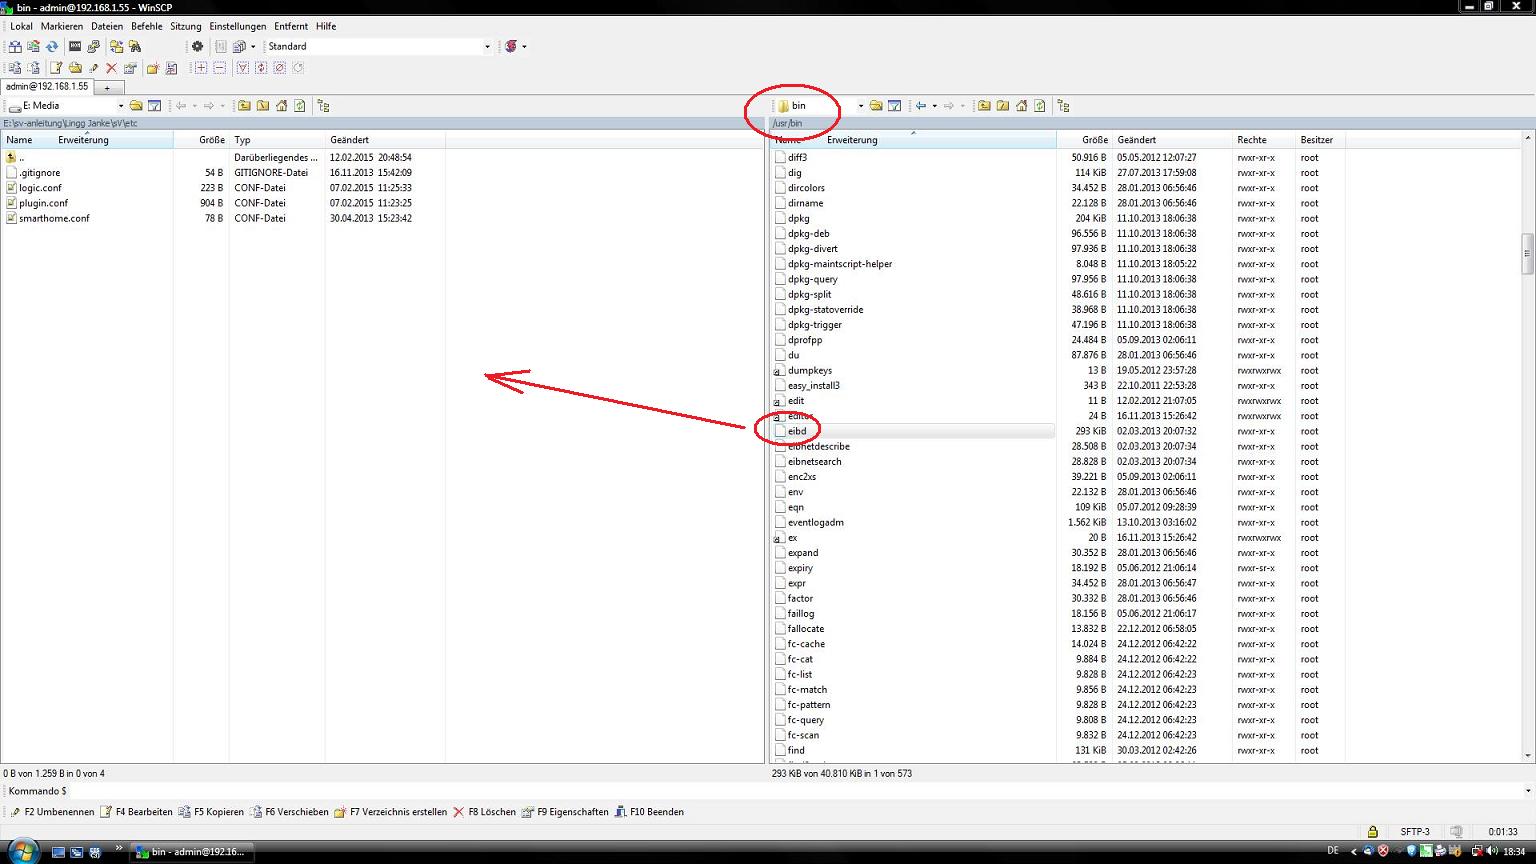 bin - admin@192.168.1.55 - WinSCP
Lokal Markieren Dateien Befehle Sitzung Einstellungen Entfernt Hilfe
Standard
admin@192.168.1.55 +
E: Media
bin
E:\sv-anleitung\Lingg Janke\sV\etc
/usr/bin
Name Erweiterung Größe Typ Geändert
.. Darüberliegendes ... 12.02.2015 20:48:54
.gitignore 54 B GITIGNORE-Datei 16.11.2013 15:42:09
logic.conf 223 B CONF-Datei 07.02.2015 11:25:33
plugin.conf 904 B CONF-Datei 07.02.2015 11:23:25
smarthome.conf 78 B CONF-Datei 30.04.2013 15:23:42
Name Erweiterung Größe Geändert Rechte Besitzer
diff3 50.916 B 05.05.2012 12:07:27 rwxr-xr-x root
dig 114 KiB 27.07.2013 17:59:08 rwxr-xr-x root
dircolors 34.452 B 28.01.2013 06:56:46 rwxr-xr-x root
dirname 22.128 B 28.01.2013 06:56:46 rwxr-xr-x root
dpkg 204 KiB 11.10.2013 18:06:38 rwxr-xr-x root
dpkg-deb 96.556 B 11.10.2013 18:06:38 rwxr-xr-x root
dpkg-divert 97.936 B 11.10.2013 18:06:38 rwxr-xr-x root
dpkg-maintscript-helper 8.048 B 11.10.2013 18:05:22 rwxr-xr-x root
dpkg-query 97.956 B 11.10.2013 18:06:38 rwxr-xr-x root
dpkg-split 48.616 B 11.10.2013 18:06:38 rwxr-xr-x root
dpkg-statoverride 38.968 B 11.10.2013 18:06:38 rwxr-xr-x root
dpkg-trigger 47.196 B 11.10.2013 18:06:38 rwxr-xr-x root
dprofpp 24.484 B 05.09.2013 02:06:11 rwxr-xr-x root
du 87.876 B 28.01.2013 06:56:46 rwxr-xr-x root
dumpkeys 13 B 19.05.2012 23:57:28 rwxrwxrwx root
easy_install3 343 B 22.10.2011 22:53:28 rwxr-xr-x root
edit 11 B 12.02.2012 21:07:05 rwxrwxrwx root
editor 24 B 16.11.2013 15:26:42 rwxrwxrwx root
eibd 293 KiB 02.03.2013 20:07:32 rwxr-xr-x root
eibnetdescribe 28.508 B 02.03.2013 20:07:34 rwxr-xr-x root
eibnetsearch 28.828 B 02.03.2013 20:07:34 rwxr-xr-x root
enc2xs 39.221 B 05.09.2013 02:06:11 rwxr-xr-x root
env 22.132 B 28.01.2013 06:56:46 rwxr-xr-x root
eqn 109 KiB 05.07.2012 09:28:39 rwxr-xr-x root
eventlogadm 1.562 KiB 13.10.2013 03:16:02 rwxr-xr-x root
ex 20 B 16.11.2013 15:26:42 rwxrwxrwx root
expand 30.352 B 28.01.2013 06:56:46 rwxr-xr-x root
expiry 18.192 B 05.06.2012 21:06:14 rwxr-sr-x root
expr 34.452 B 28.01.2013 06:56:47 rwxr-xr-x root
factor 30.332 B 28.01.2013 06:56:46 rwxr-xr-x root
faillog 18.156 B 05.06.2012 21:06:17 rwxr-xr-x root
fallocate 13.832 B 22.12.2012 06:58:05 rwxr-xr-x root
fc-cache 14.024 B 24.12.2012 06:42:22 rwxr-xr-x root
fc-cat 9.884 B 24.12.2012 06:42:22 rwxr-xr-x root
fc-list 9.828 B 24.12.2012 06:42:23 rwxr-xr-x root
fc-match 9.856 B 24.12.2012 06:42:23 rwxr-xr-x root
fc-pattern 9.828 B 24.12.2012 06:42:23 rwxr-xr-x root
fc-query 9.808 B 24.12.2012 06:42:23 rwxr-xr-x root
fc-scan 9.832 B 24.12.2012 06:42:23 rwxr-xr-x root
find 131 KiB 30.03.2012 02:42:26 rwxr-xr-x root
0 B von 1.259 B in 0 von 4
293 KiB von 40.810 KiB in 1 von 573
Kommando $
F2 Umbenennen F4 Bearbeiten F5 Kopieren F6 Verschieben F7 Verzeichnis erstellen F8 Löschen F9 Eigenschaften F10 Beenden
SFTP-3 0:01:33
» bin - admin@192.16... DE < 18:34